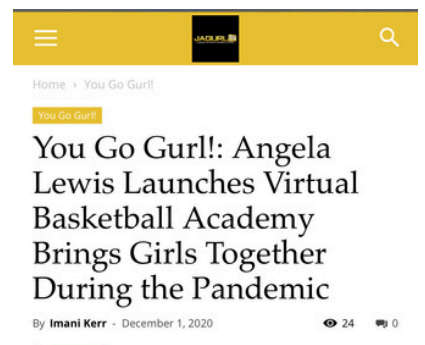 JAGURL
Home › You Go Gurl!
You Go Gurl!
You Go Gurl!: Angela
Lewis Launches Virtual
Basketball Academy
Brings Girls Together
During the Pandemic
By Imani Kerr - December 1, 2020 24 0